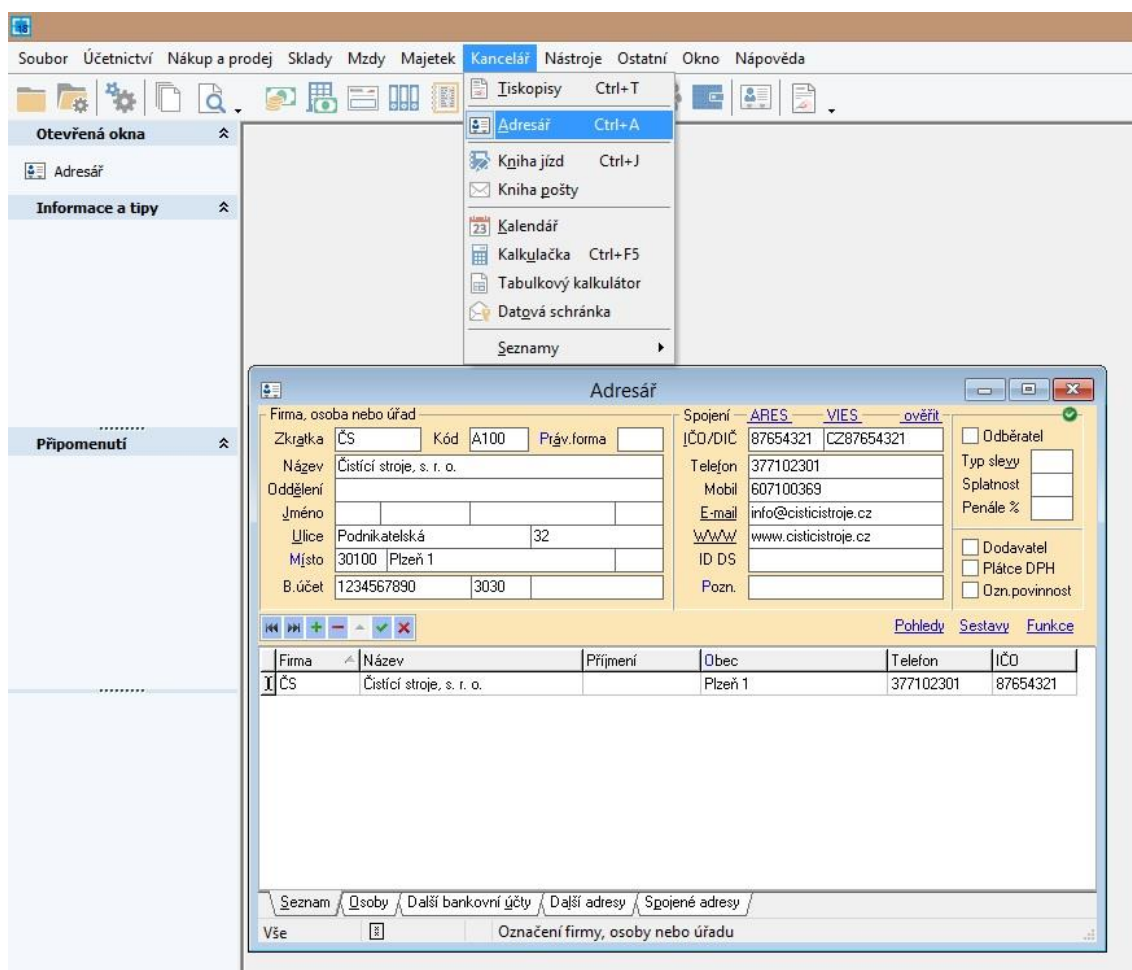 18
Soubor Účetnictví Nákup a prodej Sklady Mzdy Majetek Kancelář Nástroje Ostatní Okno Nápověda
Tiskopisy Ctrl+T
Adresář Ctrl+A
Kniha jízd Ctrl+J
Kniha pošty
23 Kalendář
Kalkulačka Ctrl+F5
Tabulkový kalkulátor
Datová schránka
Seznamy
Otevřená okna
Adresář
Informace a tipy
Připomenutí
Adresář
Firma, osoba nebo úřad Spojení ARES VIES ověřit
Zkratka ČS Kód A100 Práv.forma IČO/DIČ 87654321 CZ87654321 Odběratel
Název Čistící stroje, s. r. o. Telefon 377102301 Typ slevy
Oddělení Mobil 607100369 Splatnost
Jméno E-mail info@cisticistroje.cz Penále %
Ulice Podnikatelská 32 WWW www.cisticistroje.cz Dodavatel
Místo 30100 Plzeň 1 ID DS Plátce DPH
B.účet 1234567890 3030 Pozn. Ozn.povinnost
Pohledy Sestavy Funkce
Firma Název Příjmení Obec Telefon IČO
ČS Čistící stroje, s. r. o. Plzeň 1 377102301 87654321
Seznam Osoby Další bankovní účty Další adresy Spojené adresy
Vše Označení firmy, osoby nebo úřadu